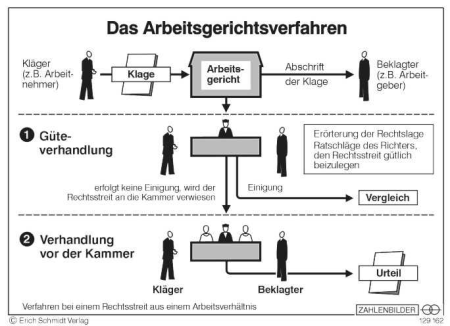 Das Arbeitsgerichtsverfahren
Kläger
(z.B. Arbeit-
nehmer)
Klage
Arbeits-
gericht
Abschrift
der Klage
Beklagter
(z.B. Arbeit-
geber)
1 Güte-
verhandlung
Erörterung der Rechtslage
Ratschläge des Richters,
den Rechtsstreit gütlich
beizulegen
erfolgt keine Einigung, wird der
Rechtsstreit an die Kammer verwiesen
Einigung
Vergleich
2 Verhandlung
vor der Kammer
Kläger
Beklagter
Urteil
Verfahren bei einem Rechtsstreit aus einem Arbeitsverhältnis
ZAHLENBILDER
© Erich Schmidt Verlag
129 162